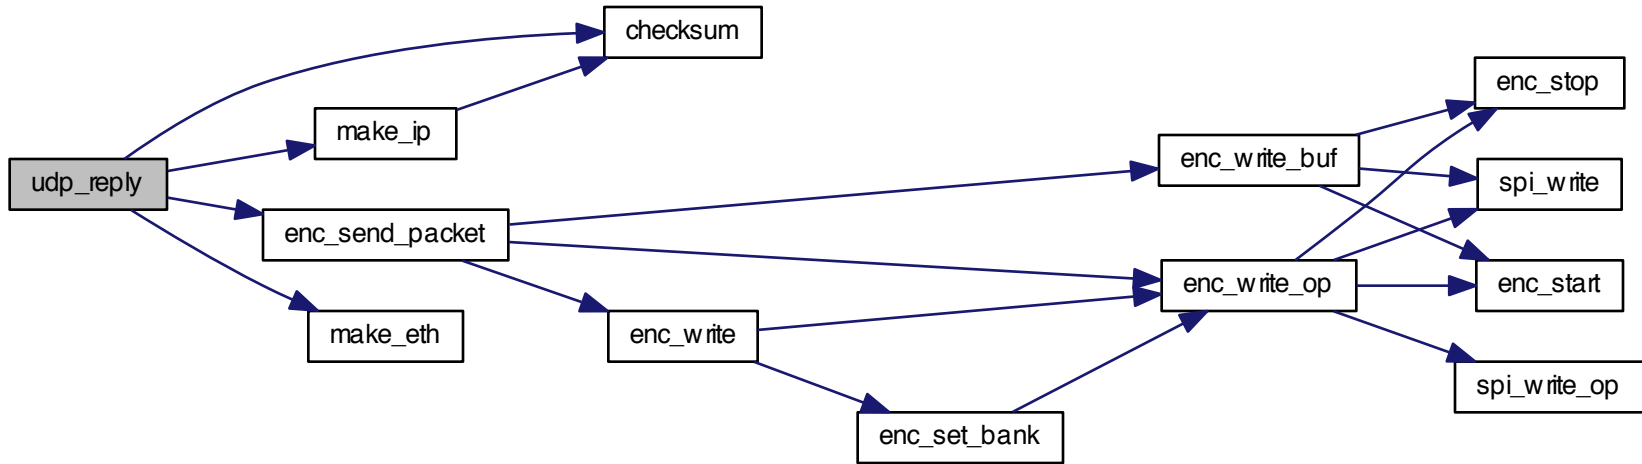 checksum
enc_stop
make_ip
enc_write_buf
udp_reply
spi_write
enc_send_packet
enc_write_op
enc_start
make_eth
enc_write
spi_write_op
enc_set_bank